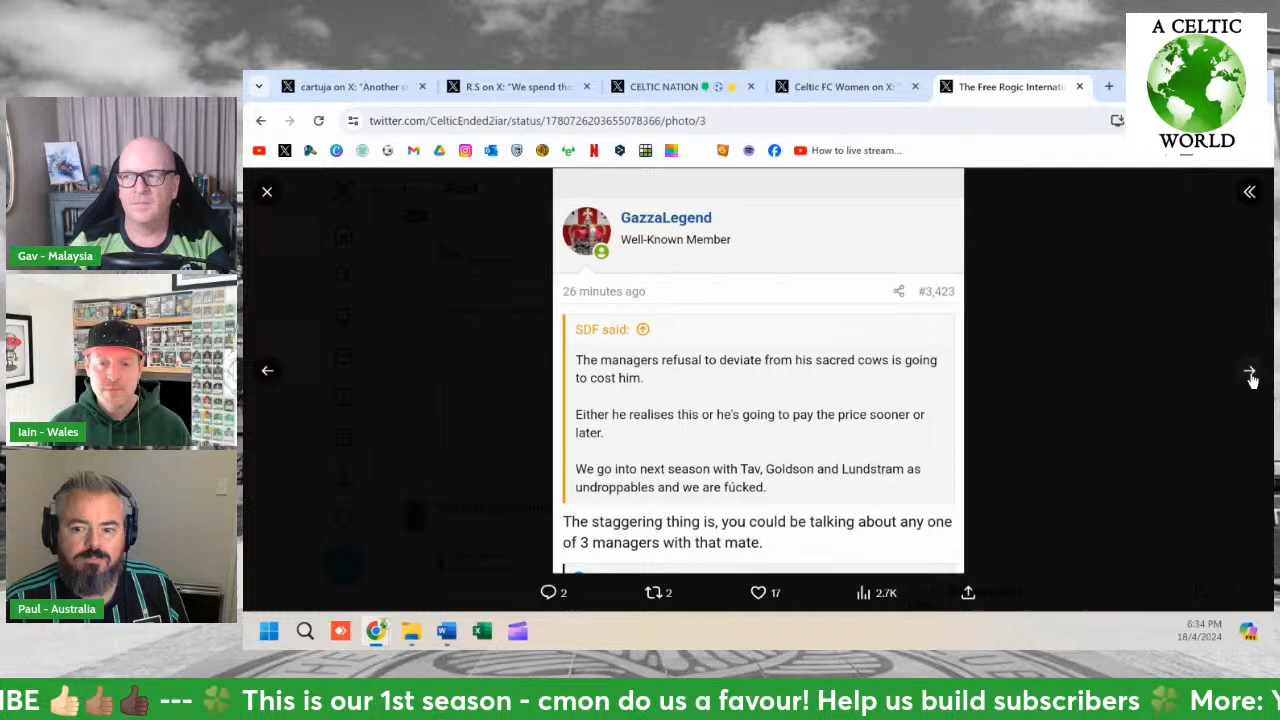 A CELTIC
WORLD
cartuja on X: "Another c
R.S on X: "We spend tho
CELTIC NATION🍀
Celtic FC Women on X: "
The Free Rogic Internati
twitter.com/CelticEnded2iar/status/1780726203655078366/photo/3
How to live stream...
GazzaLegend
Well-Known Member
26 minutes ago
#3,423
SDF said:
The managers refusal to deviate from his sacred cows is going
to cost him.
Either he realises this or he's going to pay the price sooner or
later.
We go into next season with Tav, Goldson and Lundstram as
undroppables and we are fúcked.
The staggering thing is, you could be talking about any one
of 3 managers with that mate.
2
2
17
2.7K
Gav - Malaysia
Iain - Wales
Paul - Australia
6:34 PM
18/4/2024
IBE 👍🏻👍🏽👍🏿 --- 🍀 This is our 1st season - cmon do us a favour! Help us build subscribers 🍀 More: Y